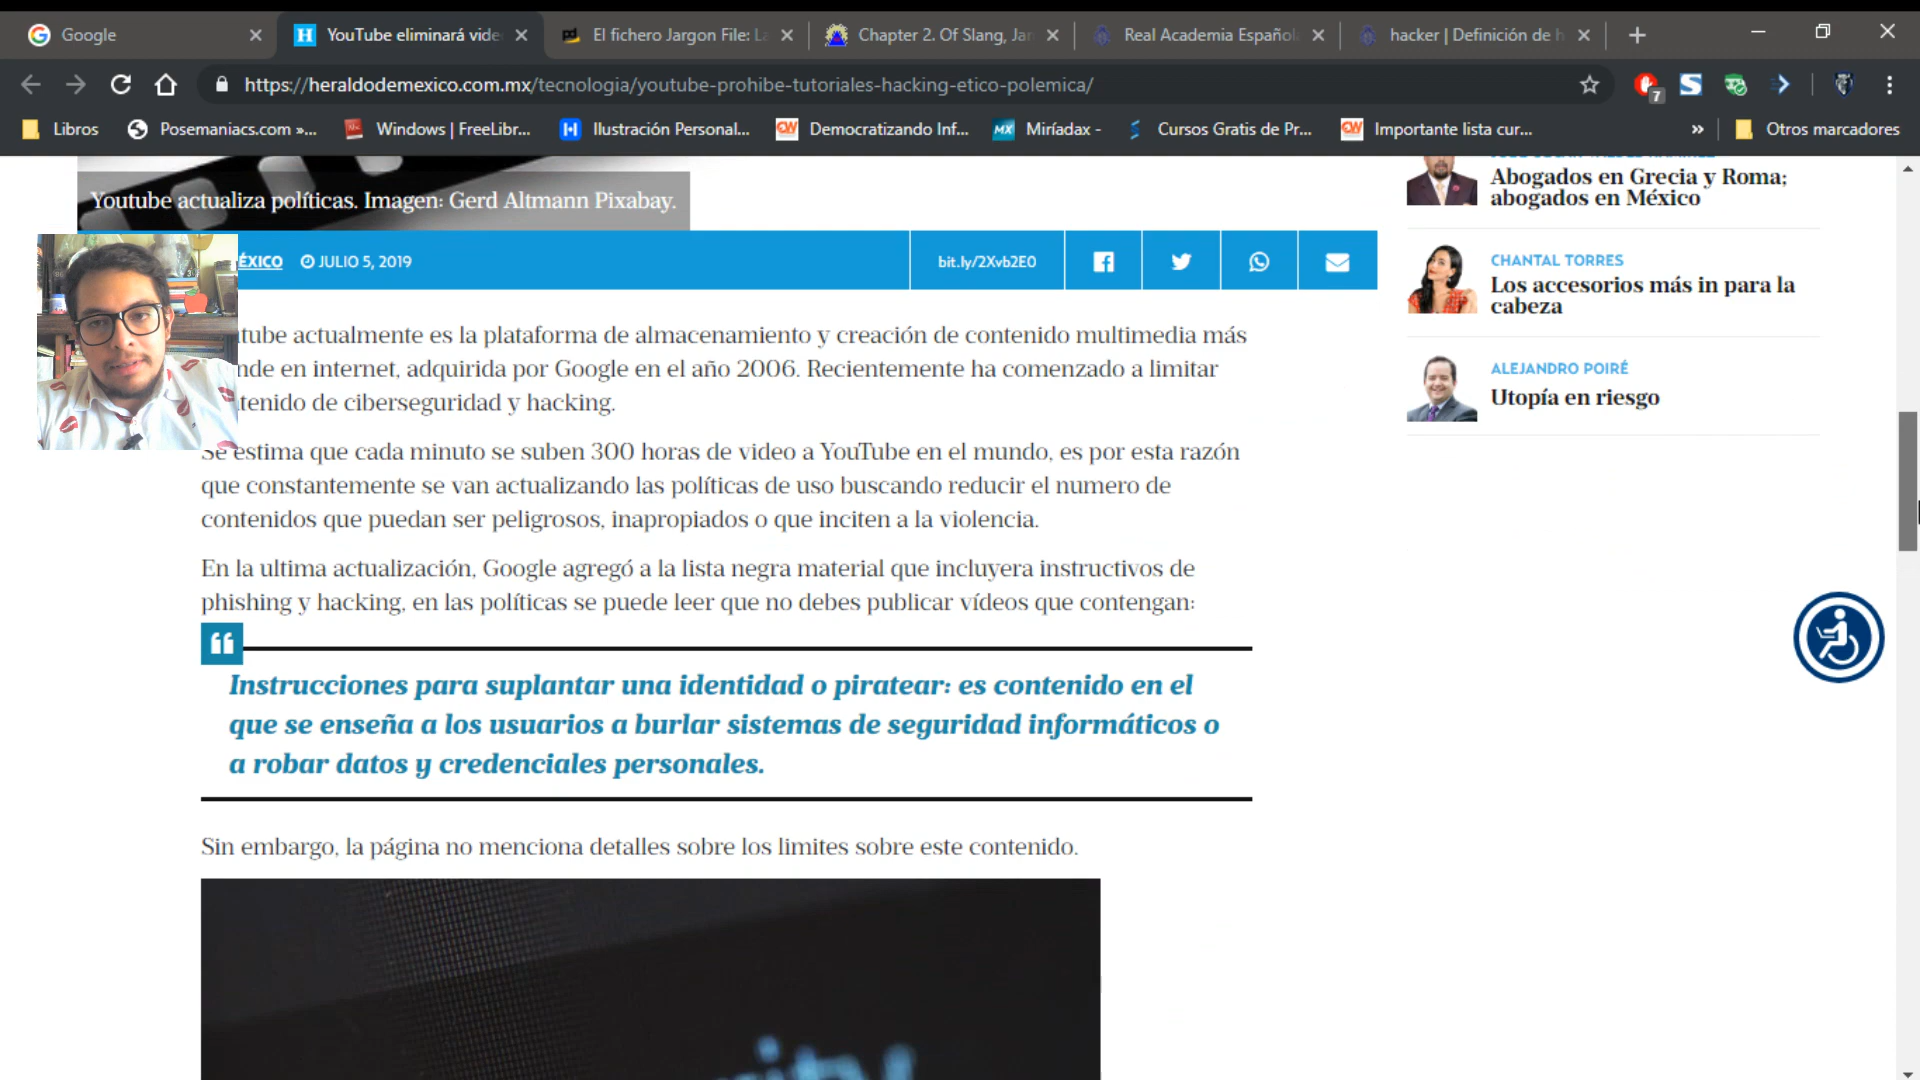 Google
YouTube eliminará vide
El fichero Jargon File: L
Chapter 2. Of Slang, Jar
Real Academia Español
hacker | Definición de h
https://heraldodemexico.com.mx/tecnologia/youtube-prohibe-tutoriales-hacking-etico-polemica/
7
Libros
Posemaniacs.com »...
Windows | FreeLibr...
Ilustración Personal...
Democratizando Inf...
Miríadax -
Cursos Gratis de Pr...
Importante lista cur...
»
Otros marcadores
Youtube actualiza políticas. Imagen: Gerd Altmann Pixabay.
ÉXICO
JULIO 5, 2019
bit.ly/2Xvb2E0
tube actualmente es la plataforma de almacenamiento y creación de contenido multimedia más
nde en internet, adquirida por Google en el año 2006. Recientemente ha comenzado a limitar
tenido de ciberseguridad y hacking.
Se estima que cada minuto se suben 300 horas de video a YouTube en el mundo, es por esta razón
que constantemente se van actualizando las políticas de uso buscando reducir el numero de
contenidos que puedan ser peligrosos, inapropiados o que inciten a la violencia.
En la ultima actualización, Google agregó a la lista negra material que incluyera instructivos de
phishing y hacking, en las políticas se puede leer que no debes publicar vídeos que contengan:
Instrucciones para suplantar una identidad o piratear: es contenido en el
que se enseña a los usuarios a burlar sistemas de seguridad informáticos o
a robar datos y credenciales personales.
Sin embargo, la página no menciona detalles sobre los limites sobre este contenido.
Abogados en Grecia y Roma;
abogados en México
CHANTAL TORRES
Los accesorios más in para la
cabeza
ALEJANDRO POIRÉ
Utopía en riesgo